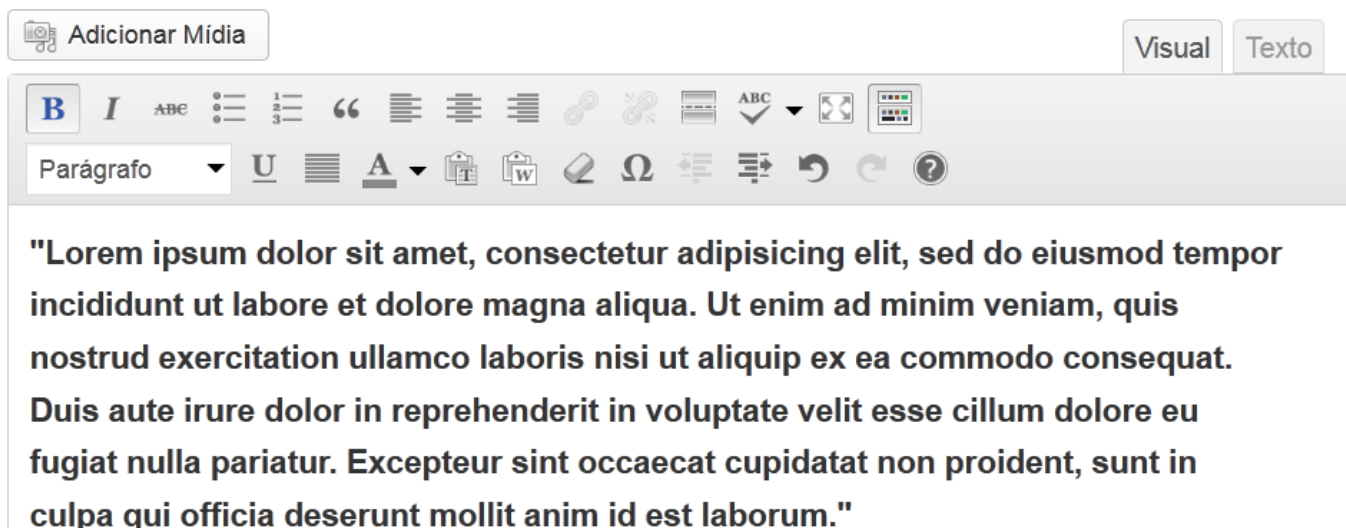 Adicionar Mídia
Visual Texto
B I ABC ABC
Parágrafo U A T W Ω ?
"Lorem ipsum dolor sit amet, consectetur adipisicing elit, sed do eiusmod tempor
incididunt ut labore et dolore magna aliqua. Ut enim ad minim veniam, quis
nostrud exercitation ullamco laboris nisi ut aliquip ex ea commodo consequat.
Duis aute irure dolor in reprehenderit in voluptate velit esse cillum dolore eu
fugiat nulla pariatur. Excepteur sint occaecat cupidatat non proident, sunt in
culpa qui officia deserunt mollit anim id est laborum."